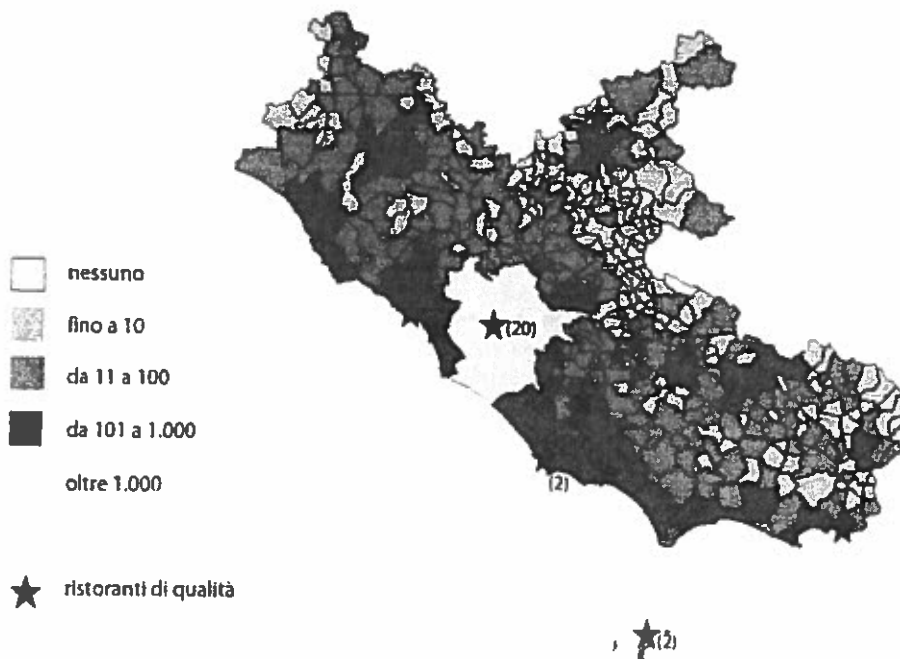 nessuno
fino a 10
(20)
da 11 a 100
da 101 a 1.000
oltre 1.000
(2)
ristoranti di qualità
(2)